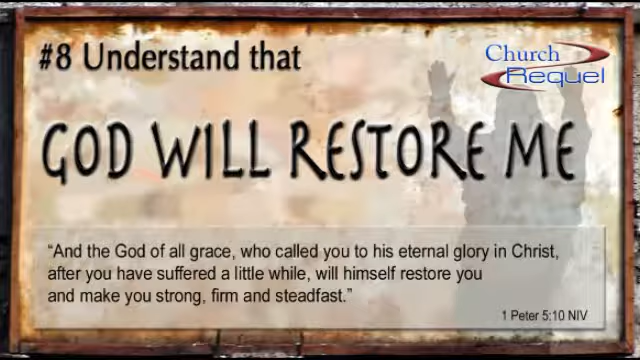 #8 Understand that
Church
Requel
GOD WILL RESTORE ME
“And the God of all grace, who called you to his eternal glory in Christ,
after you have suffered a little while, will himself restore you
and make you strong, firm and steadfast.”
1 Peter 5:10 NIV